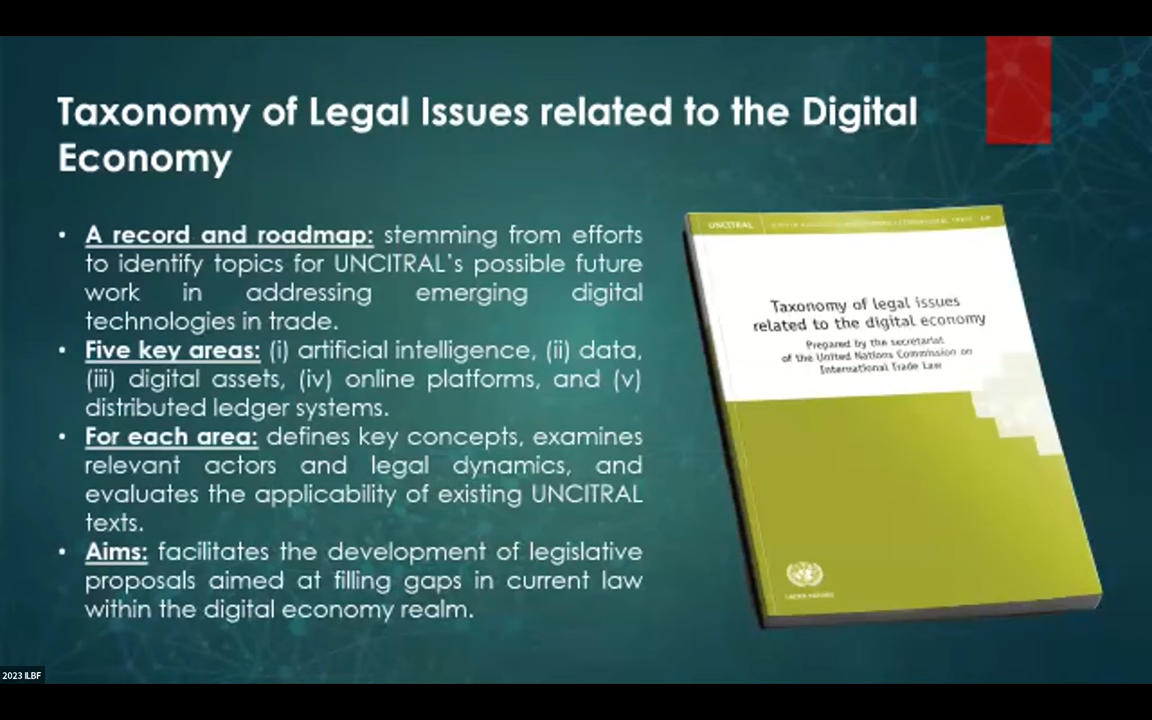 Taxonomy of Legal Issues related to the Digital
Economy
• A record and roadmap: stemming from efforts
to identify topics for UNCITRAL's possible future
work in addressing emerging digital
technologies in trade.
• Five key areas: (i) artificial intelligence, (ii) data,
(iii) digital assets, (iv) online platforms, and (v)
distributed ledger systems.
• For each area: defines key concepts, examines
relevant actors and legal dynamics, and
evaluates the applicability of existing UNCITRAL
texts.
• Aims: facilitates the development of legislative
proposals aimed at filling gaps in current law
within the digital economy realm.
UNCITRAL
Taxonomy of legal issues
related to the digital economy
Prepared by the secretariat
of the United Nations Commission on
International Trade Law
UNITED NATIONS
2023 ILBF